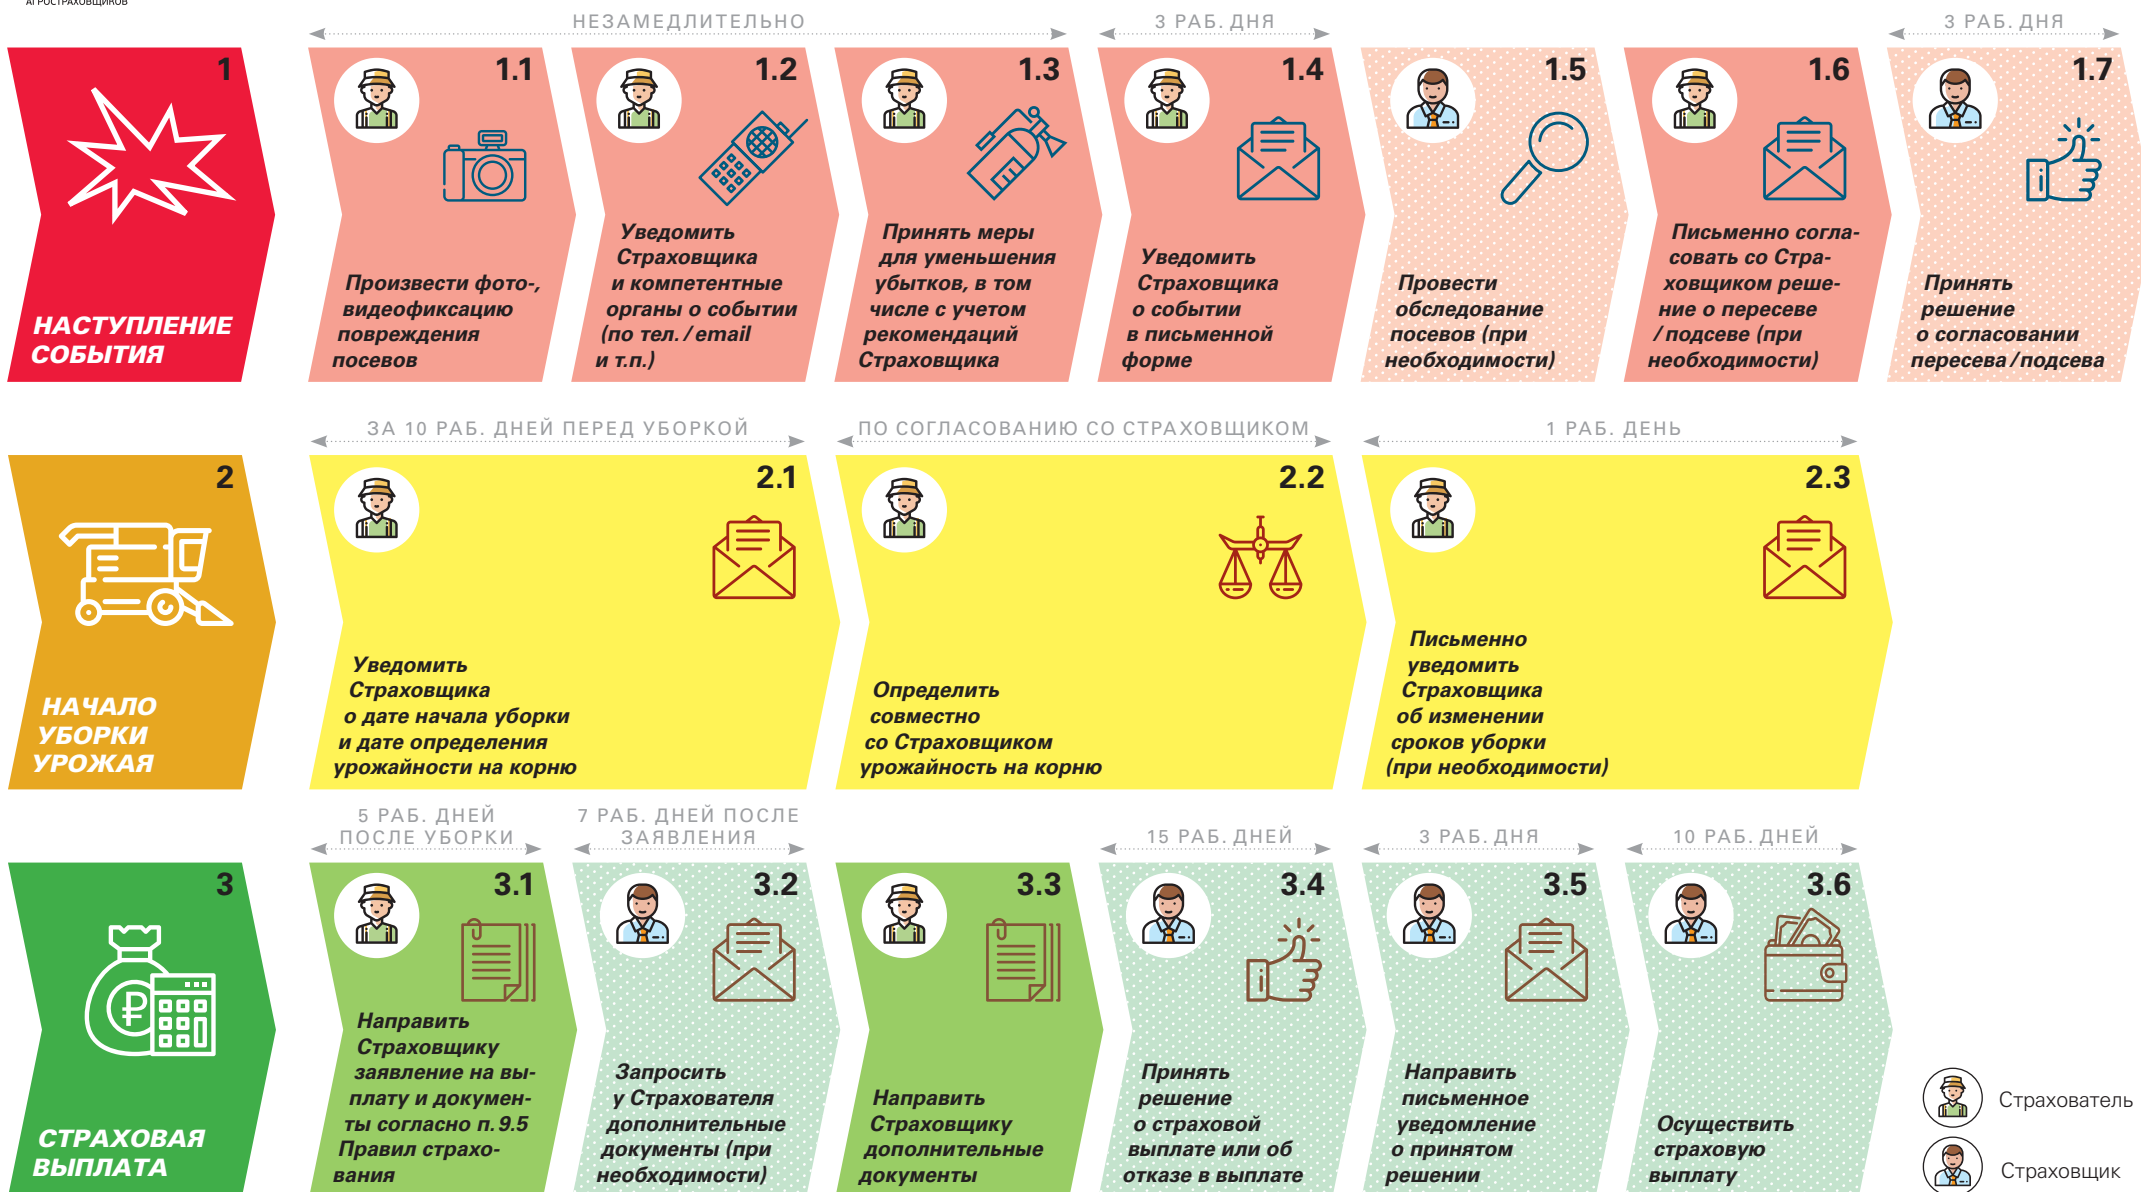 АГРОСТРАХОВЩИКОВ
НЕЗАМЕДЛИТЕЛЬНО
3 РАБ. ДНЯ
3 РАБ. ДНЯ
1
НАСТУПЛЕНИЕ
СОБЫТИЯ
1.1
Произвести фото-,
видеофиксацию
повреждения
посевов
1.2
Уведомить
Страховщика
и компетентные
органы о событии
(по тел. / email
и т.п.)
1.3
Принять меры
для уменьшения
убытков, в том
числе с учетом
рекомендаций
Страховщика
1.4
Уведомить
Страховщика
о событии
в письменной
форме
1.5
Провести
обследование
посевов (при
необходимости)
1.6
Письменно согла-
совать со Стра-
ховщиком реше-
ние о пересеве
/ подсеве (при
необходимости)
1.7
Принять
решение
о согласовании
пересева / подсева
ЗА 10 РАБ. ДНЕЙ ПЕРЕД УБОРКОЙ
ПО СОГЛАСОВАНИЮ СО СТРАХОВЩИКОМ
1 РАБ. ДЕНЬ
2
НАЧАЛО
УБОРКИ
УРОЖАЯ
2.1
Уведомить
Страховщика
о дате начала уборки
и дате определения
урожайности на корню
2.2
Определить
совместно
со Страховщиком
урожайность на корню
2.3
Письменно
уведомить
Страховщика
об изменении
сроков уборки
(при необходимости)
5 РАБ. ДНЕЙ
ПОСЛЕ УБОРКИ
7 РАБ. ДНЕЙ ПОСЛЕ
ЗАЯВЛЕНИЯ
15 РАБ. ДНЕЙ
3 РАБ. ДНЯ
10 РАБ. ДНЕЙ
3
₽
СТРАХОВАЯ
ВЫПЛАТА
3.1
Направить
Страховщику
заявление на вы-
плату и докумен-
ты согласно п. 9.5
Правил страхо-
вания
3.2
Запросить
у Страхователя
дополнительные
документы (при
необходимости)
3.3
Направить
Страховщику
дополнительные
документы
3.4
Принять
решение
о страховой
выплате или об
отказе в выплате
3.5
Направить
письменное
уведомление
о принятом
решении
3.6
Осуществить
страховую
выплату
Страхователь
Страховщик